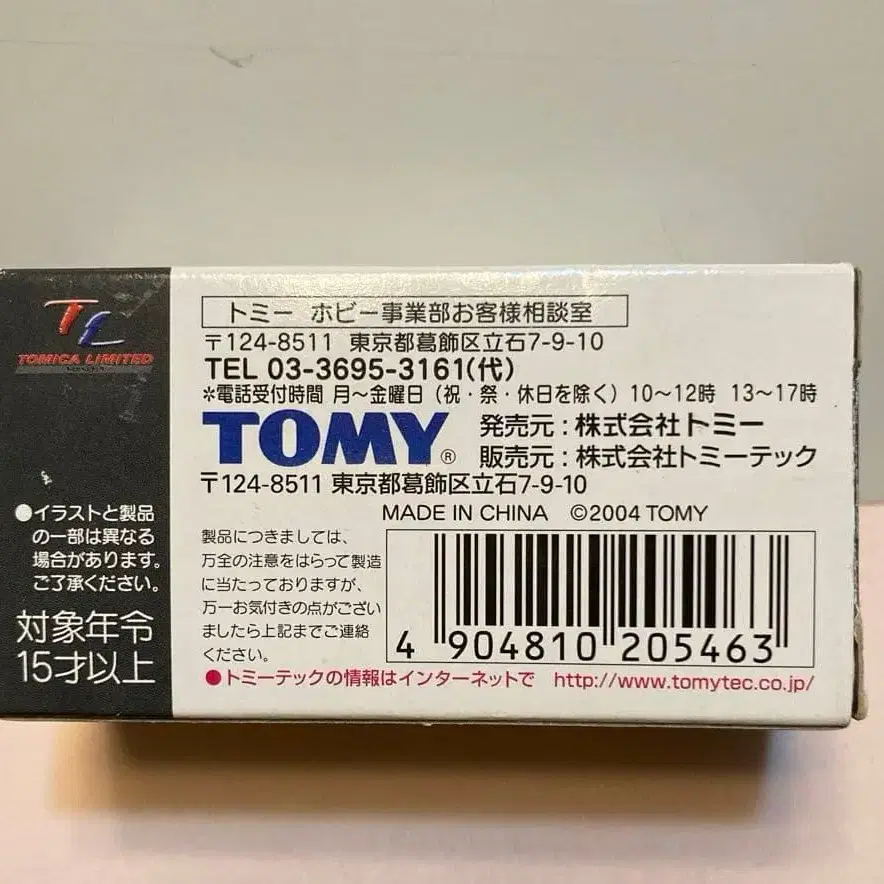 TL
TOMICA LIMITED
●イラストと製品
の一部は異なる
場合があります。
ご了承ください。
対象年令
15才以上
トミー ホビー事業部お客様相談室
〒124-8511 東京都葛飾区立石7-9-10
TEL 03-3695-3161(代)
*電話受付時間 月～金曜日（祝・祭・休日を除く）10～12時 13～17時
TOMY® 発売元：株式会社トミー
販売元：株式会社トミーテック
〒124-8511 東京都葛飾区立石7-9-10
MADE IN CHINA ©2004 TOMY
製品につきましては、
万全の注意をはらって製造
に当たっておりますが、
万一お気付きの点がござい
ましたら上記までご連絡
ください。
4 904810 205463
●トミーテックの情報はインターネットで http://www.tomytec.co.jp/